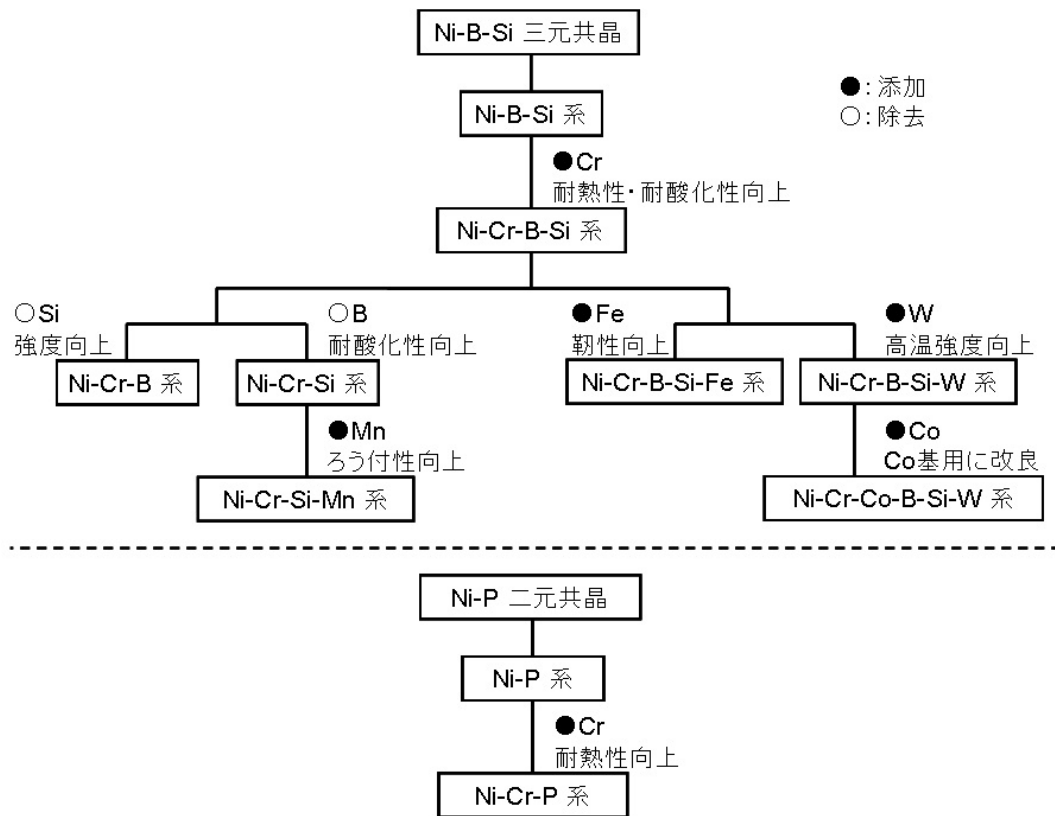 Ni-B-Si 三元共晶
●：添加
○：除去
Ni-B-Si 系
●Cr
耐熱性・耐酸化性向上
Ni-Cr-B-Si 系
○Si
強度向上
○B
耐酸化性向上
●Fe
靭性向上
●W
高温強度向上
Ni-Cr-B 系
Ni-Cr-Si 系
Ni-Cr-B-Si-Fe 系
Ni-Cr-B-Si-W 系
●Mn
ろう付性向上
●Co
Co基用に改良
Ni-Cr-Si-Mn 系
Ni-Cr-Co-B-Si-W 系
Ni-P 二元共晶
Ni-P 系
●Cr
耐熱性向上
Ni-Cr-P 系